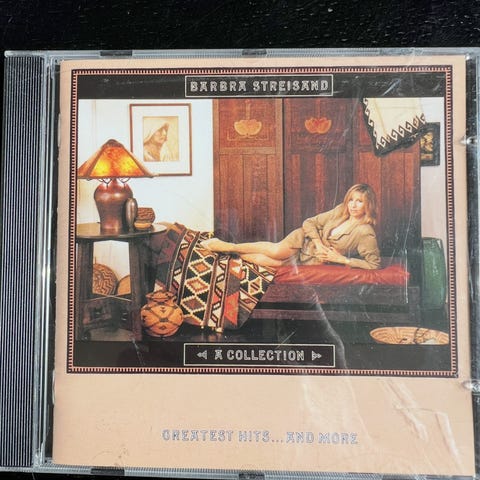 BARBRA STREISAND
A COLLECTION
GREATEST HITS...AND MORE